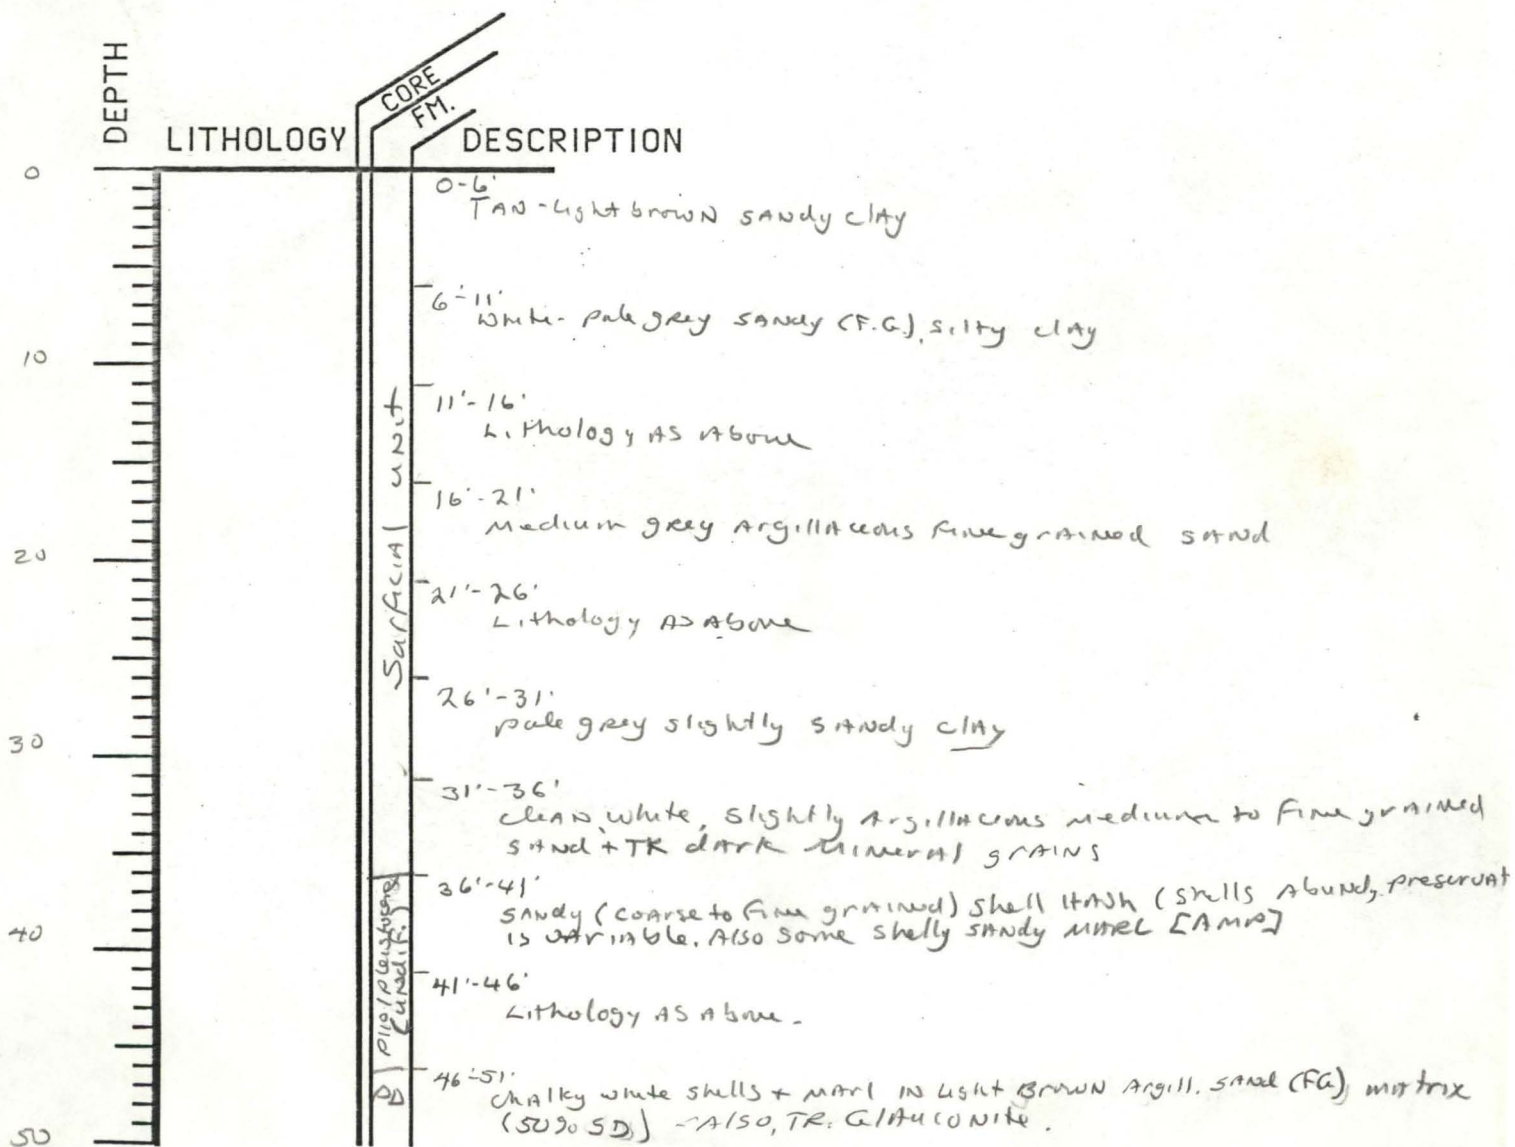 DEPTH
LITHOLOGY
CORE
FM.
DESCRIPTION
0
10
20
30
40
50
Surficial unit
Plio/Pleistocene
(undif.)
0-6'
TAN-light brown SANdy clAy
6'-11'
white- pale grey SANdy (F.G.), silty clAy
11'-16'
Lithology AS Above
16'-21'
Medium grey Argillaceous fine grained SAND
21'-26'
Lithology AS Above
26'-31'
pale grey slightly SANdy clAy
31'-36'
cleAN, white, slightly Argillaceous medium to fine grained
SAND + TR dark mineral grains
36'-41'
SANdy (coarse to fine grained) shell HASh (shells Abund, preservat
is variable. Also some shelly SANdy MARL [AMP]
41'-46'
Lithology AS Above.
46'-51'
ChAlky white shells + MArl IN light BROWN Argill. SANd (FG) matrix
(50% SD) - Also, TR. GlAucoNite.